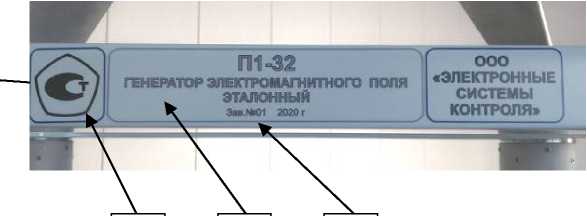 П1-32
ГЕНЕРАТОР ЭЛЕКТРОМАГНИТНОГО ПОЛЯ
ЭТАЛОННЫЙ
Зав.№01 2020 г
ООО
«ЭЛЕКТРОННЫЕ
СИСТЕМЫ
КОНТРОЛЯ»